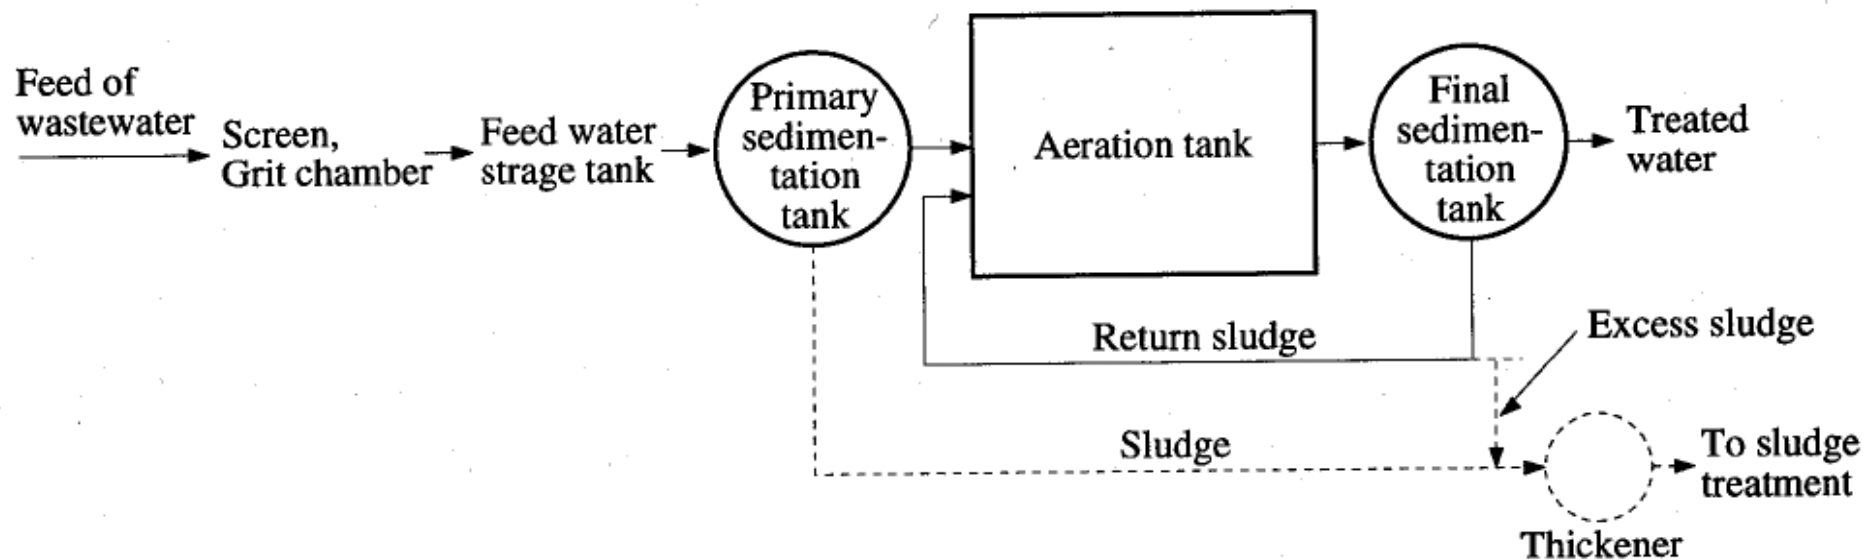 Feed of
wastewater
Screen,
Grit chamber
Feed water
strage tank
Primary
sedimen-
tation
tank
Aeration tank
Final
sedimen-
tation
tank
Treated
water
Return sludge
Excess sludge
Sludge
To sludge
treatment
Thickener